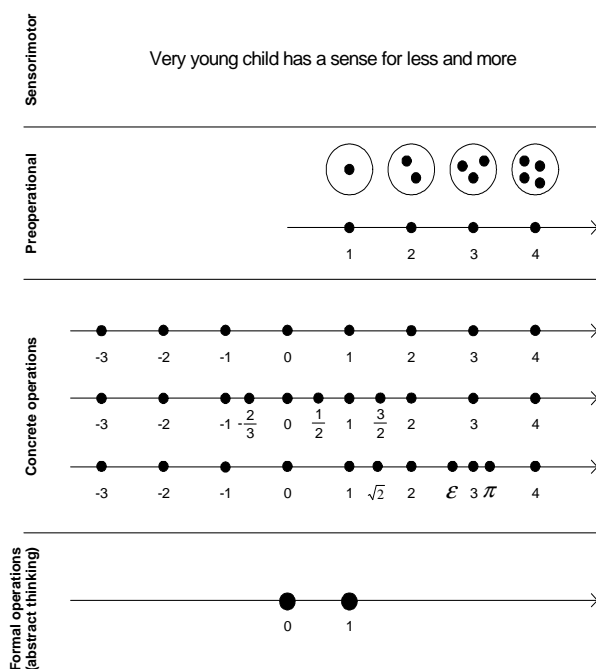 Sensorimotor
Very young child has a sense for less and more
Preoperational
1 2 3 4
Concrete operations
-3 -2 -1 0 1 2 3 4
-3 -2 -1 -2/3 0 1/2 1 3/2 2 3 4
-3 -2 -1 0 1 √2 2 ε 3 π 4
Formal operations
(abstract thinking)
0 1